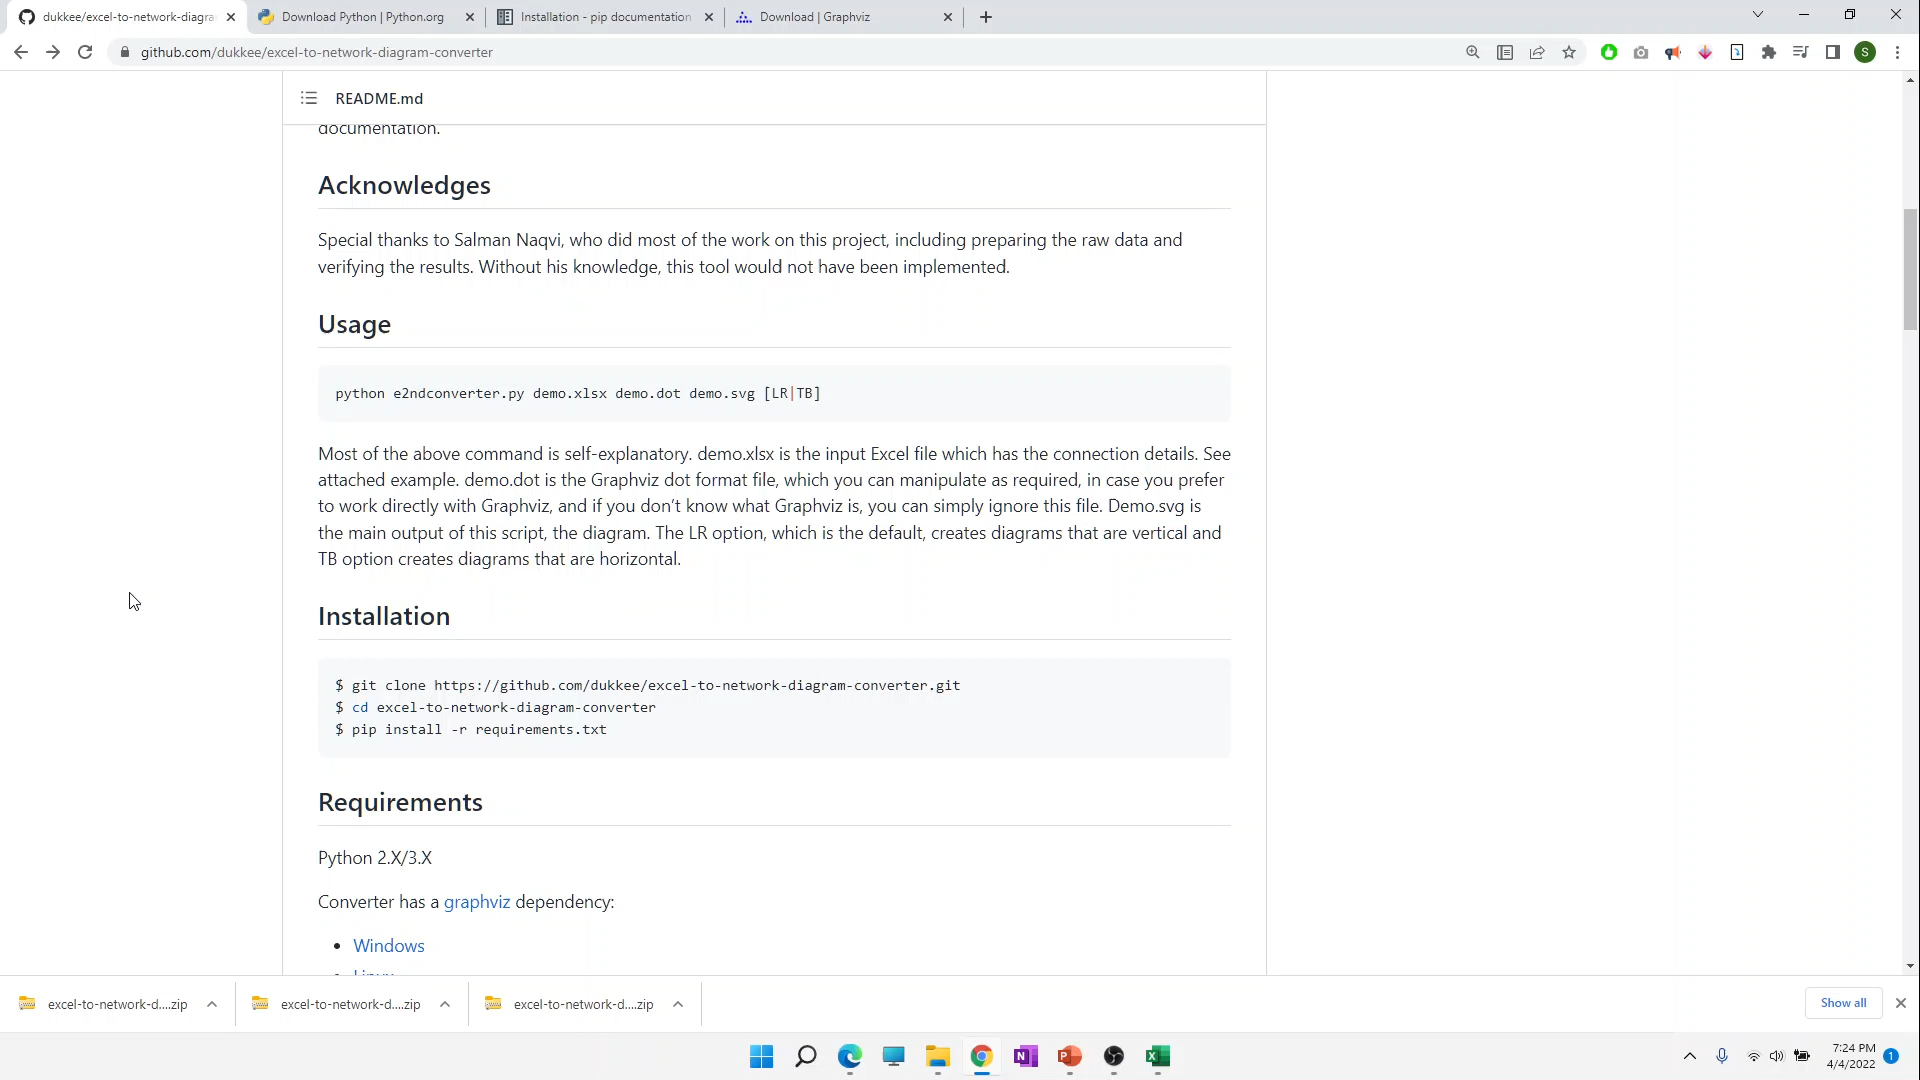 dukkee/excel-to-network-diagra
Download Python | Python.org
Installation - pip documentation
Download | Graphviz
github.com/dukkee/excel-to-network-diagram-converter
S
README.md
documentation.
Acknowledges
Special thanks to Salman Naqvi, who did most of the work on this project, including preparing the raw data and
verifying the results. Without his knowledge, this tool would not have been implemented.
Usage
python e2ndconverter.py demo.xlsx demo.dot demo.svg [LR|TB]
Most of the above command is self-explanatory. demo.xlsx is the input Excel file which has the connection details. See
attached example. demo.dot is the Graphviz dot format file, which you can manipulate as required, in case you prefer
to work directly with Graphviz, and if you don't know what Graphviz is, you can simply ignore this file. Demo.svg is
the main output of this script, the diagram. The LR option, which is the default, creates diagrams that are vertical and
TB option creates diagrams that are horizontal.
Installation
$ git clone https://github.com/dukkee/excel-to-network-diagram-converter.git
$ cd excel-to-network-diagram-converter
$ pip install -r requirements.txt
Requirements
Python 2.X/3.X
Converter has a graphviz dependency:
Windows
Linux
excel-to-network-d....zip
excel-to-network-d....zip
excel-to-network-d....zip
Show all
7:24 PM
4/4/2022
1